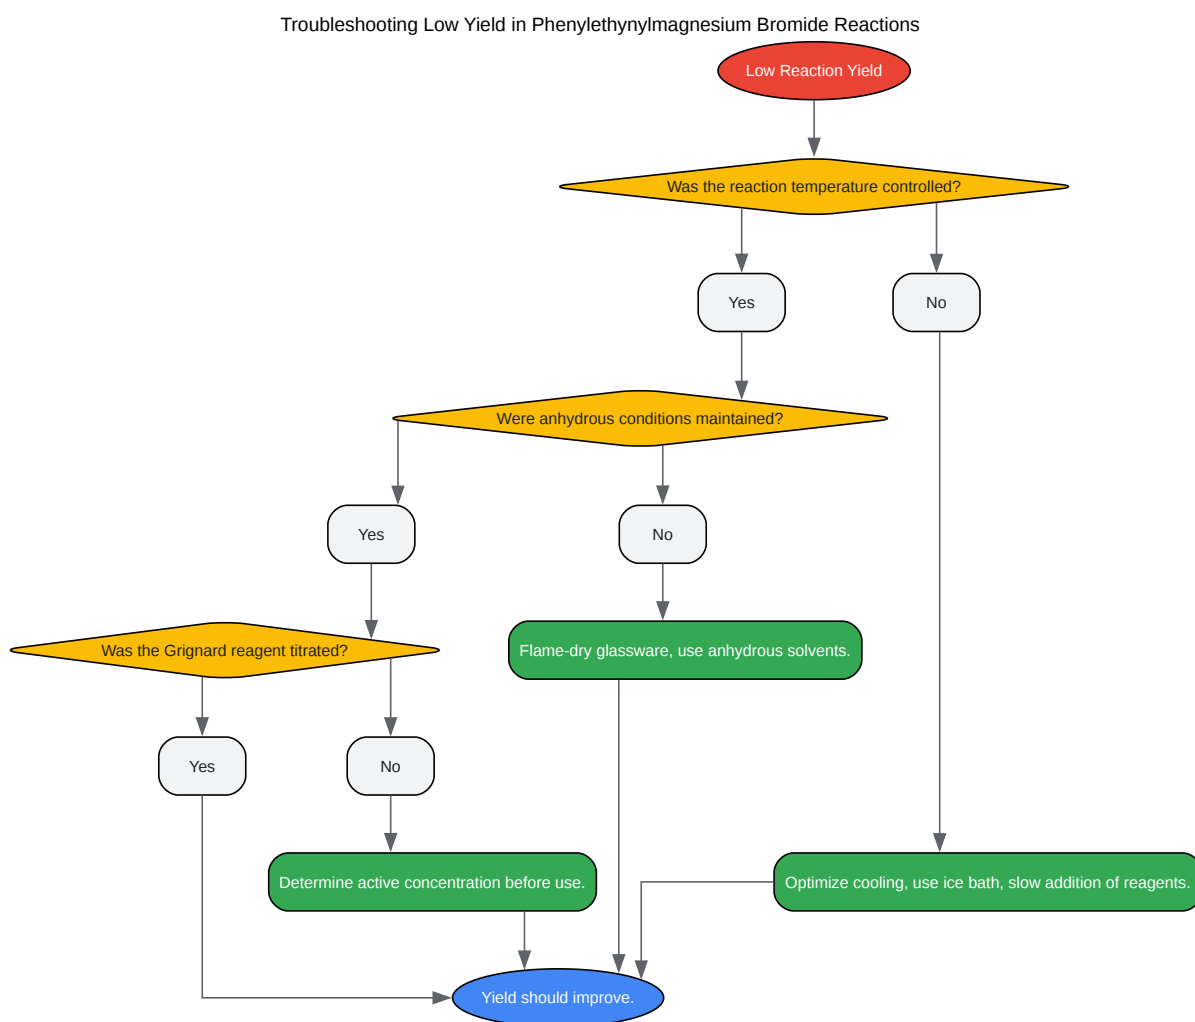 Troubleshooting Low Yield in Phenylethynylmagnesium Bromide Reactions
Low Reaction Yield
Was the reaction temperature controlled?
Yes
No
Were anhydrous conditions maintained?
Yes
No
Was the Grignard reagent titrated?
Flame-dry glassware, use anhydrous solvents.
Yes
No
Determine active concentration before use.
Optimize cooling, use ice bath, slow addition of reagents.
Yield should improve.